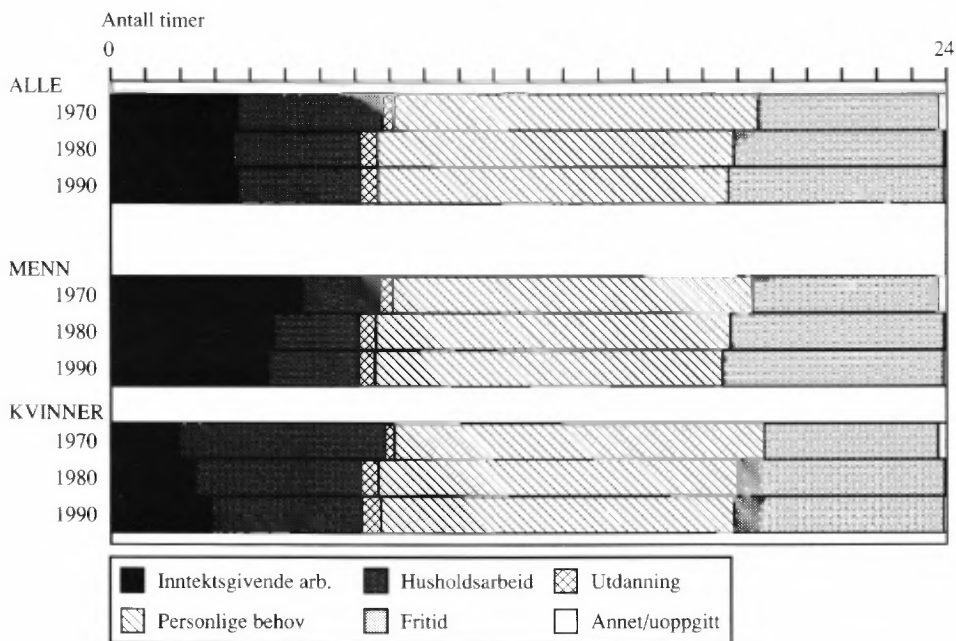 Antall timer
0 24
ALLE
1970
1980
1990
MENN
1970
1980
1990
KVINNER
1970
1980
1990
Inntektsgivende arb. Husholdsarbeid Utdanning
Personlige behov Fritid Annet/uoppgitt